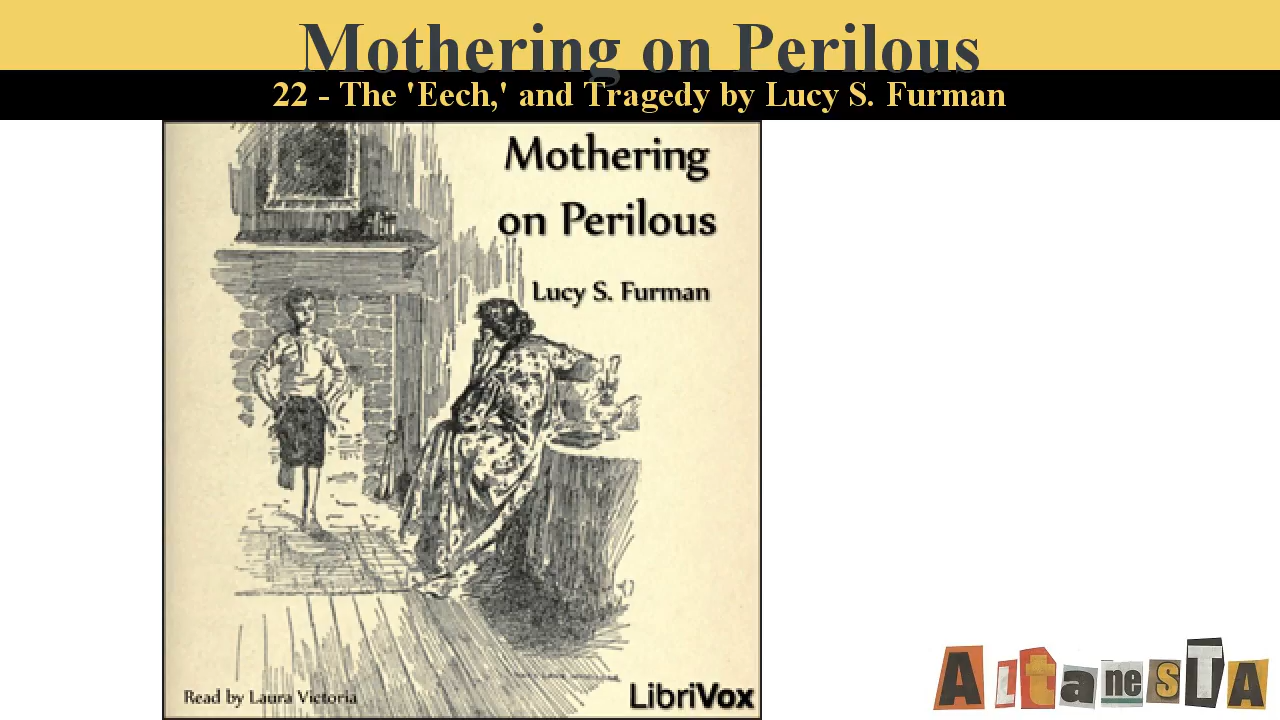 Mothering on Perilous
22 - The 'Eech,' and Tragedy by Lucy S. Furman
Mothering
on Perilous
Lucy S. Furman
Read by Laura Victoria
LibriVox
AltanesTA